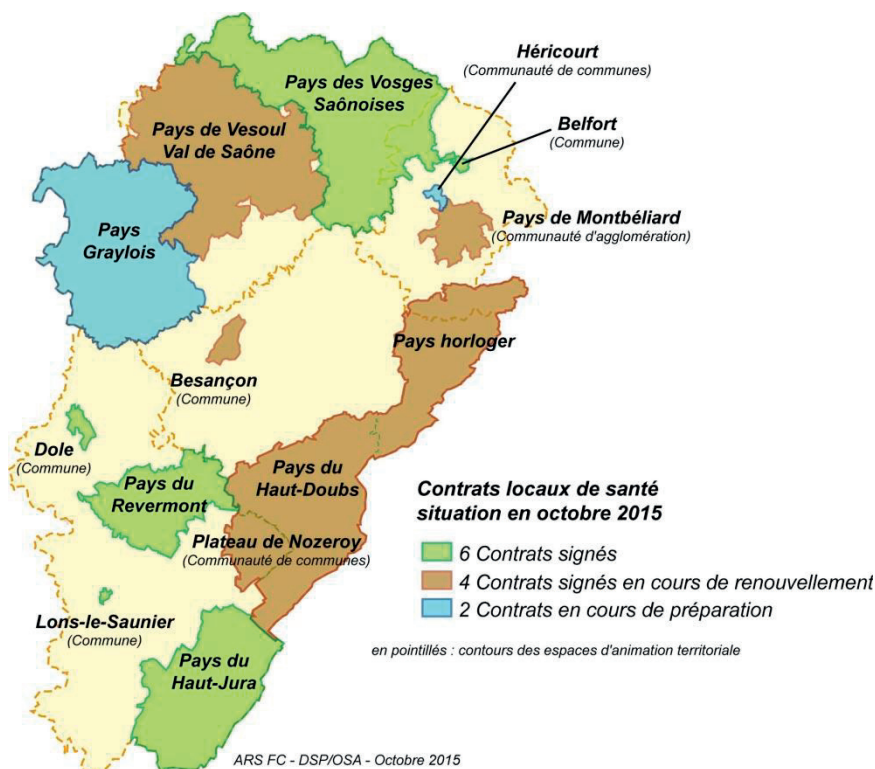 Héricourt
(Communauté de communes)
Pays des Vosges
Saônoises
Belfort
(Commune)
Pays de Vesoul
Val de Saône
Pays de Montbéliard
(Communauté d'agglomération)
Pays
Graylois
Pays horloger
Besançon
(Commune)
Dole
(Commune)
Pays du
Haut-Doubs
Pays du
Revermont
Plateau de Nozeroy
(Communauté de communes)
Lons-le-Saunier
(Commune)
Pays du
Haut-Jura
Contrats locaux de santé
situation en octobre 2015
6 Contrats signés
4 Contrats signés en cours de renouvellement
2 Contrats en cours de préparation
en pointillés : contours des espaces d'animation territoriale
ARS FC - DSP/OSA - Octobre 2015